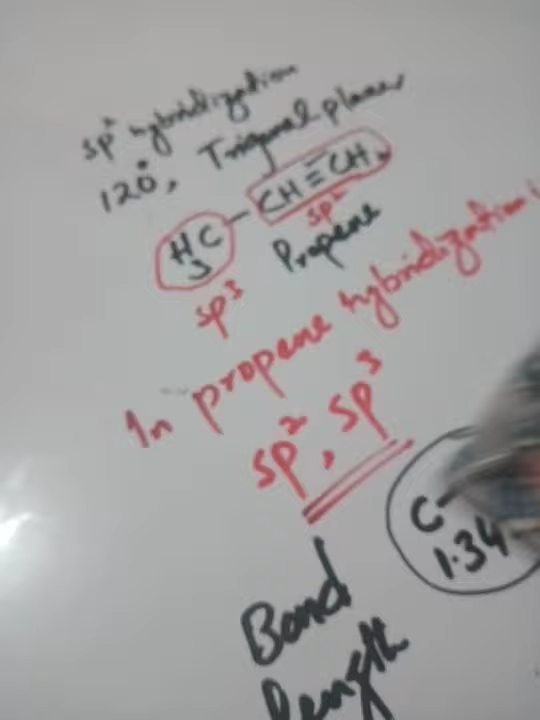 sp² hybridization
120°, Trigonal planar
H₃C - CH = CH₂
sp³ sp²
Propene
In propene hybridization
sp², sp³
C-
1.34
Bond
Length